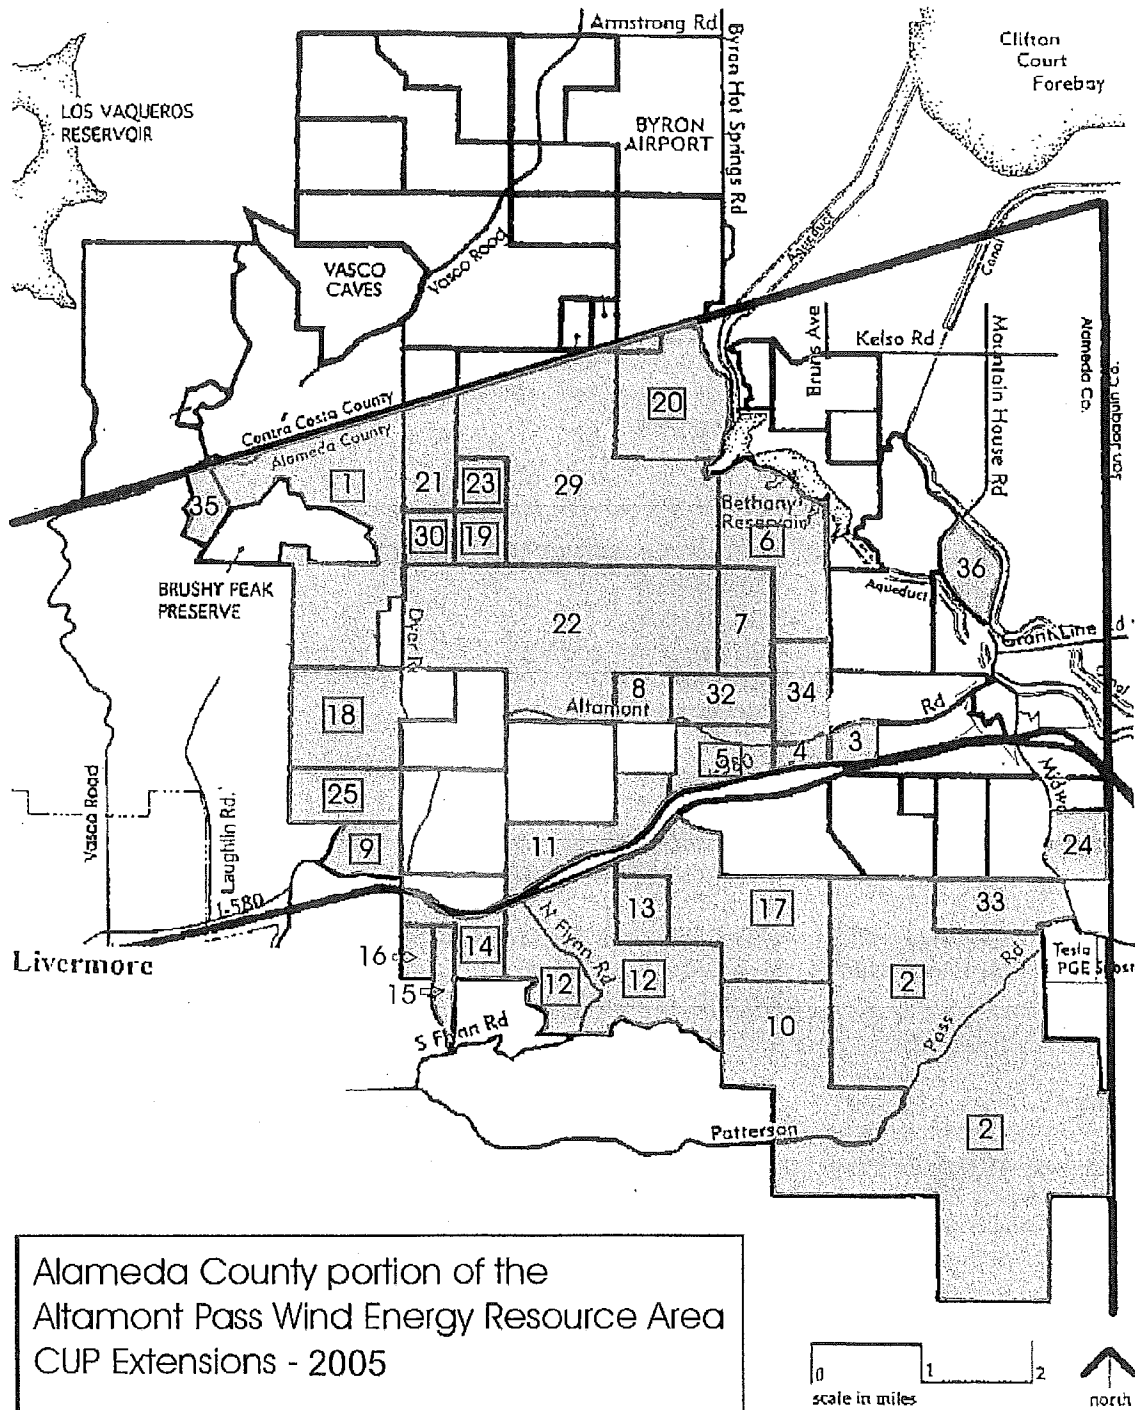 Armstrong Rd
Byron Hot Springs Rd
Clifton
Court
Forebay
LOS VAQUEROS
RESERVOIR
BYRON
AIRPORT
Aqueduct
Canal
VASCO
CAVES
Vasco Road
Bruns Ave
Kelso Rd
Mountain House Rd
Alameda Co.
San Joaquin Co.
Contra Costa County
Alameda County
20
1
21
23
29
35
30
19
Bethany
Reservoir
6
36
BRUSHY PEAK
PRESERVE
Aqueduct
Dyer R
22
7
Grant Line Rd
8
32
34
Altamont
Rd
18
5
4
3
I-580
25
Vasco Road
Laughlin Rd.
Midwa
9
11
24
I-580
13
17
33
N Flynn Rd
Livermore
16
14
15
12
12
2
Rd
Tesla
PGE Subst
S Flynn Rd
10
Pass
Patterson
2
Alameda County portion of the
Altamont Pass Wind Energy Resource Area
CUP Extensions - 2005
0
1
2
scale in miles
north